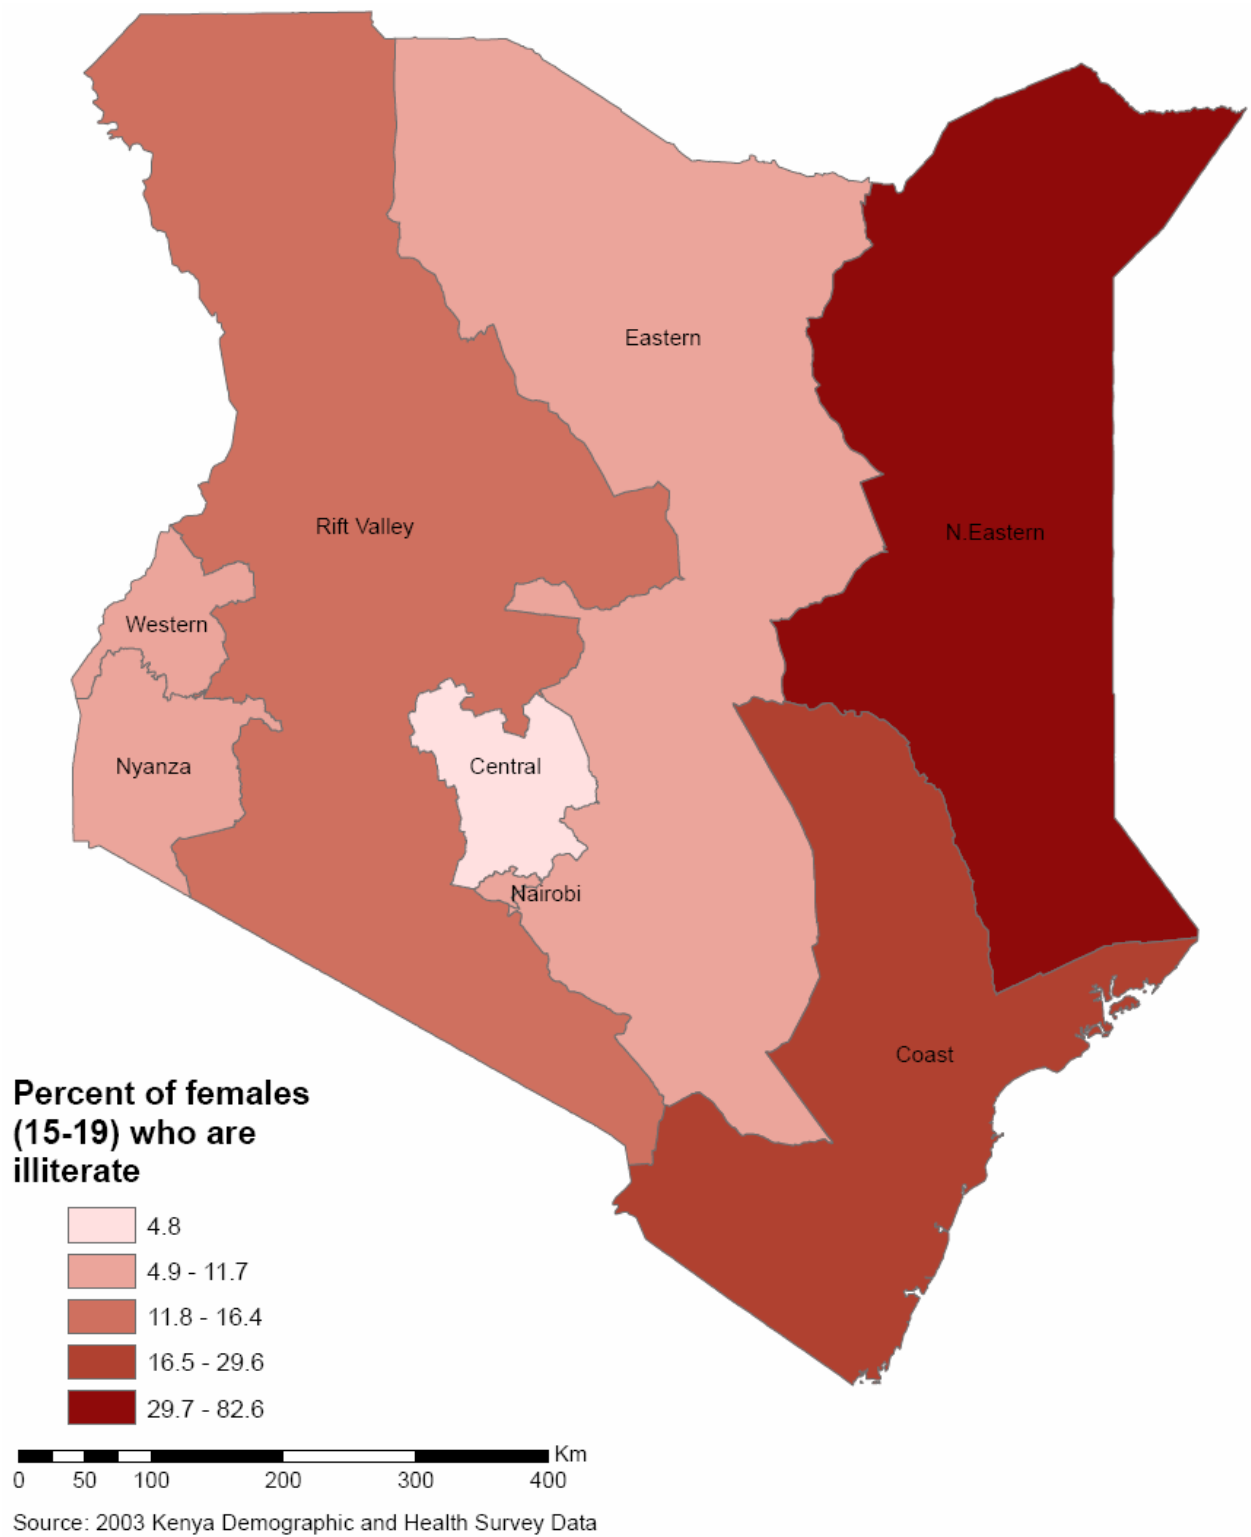 Eastern
Rift Valley
N.Eastern
Western
Nyanza
Central
Nairobi
Coast
Percent of females
(15-19) who are
illiterate
4.8
4.9 - 11.7
11.8 - 16.4
16.5 - 29.6
29.7 - 82.6
Km
0 50 100 200 300 400
Source: 2003 Kenya Demographic and Health Survey Data